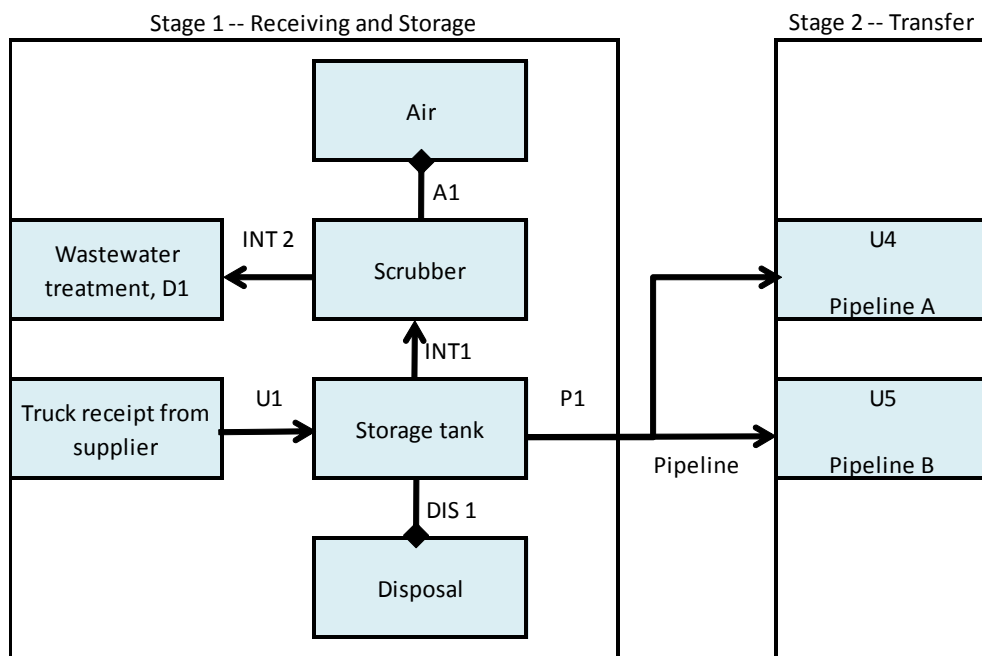 Stage 1 -- Receiving and Storage
Stage 2 -- Transfer
Air
A1
INT 2
Wastewater
treatment, D1
Scrubber
U4
Pipeline A
INT1
Truck receipt from
supplier
U1
Storage tank
P1
Pipeline
U5
Pipeline B
DIS 1
Disposal